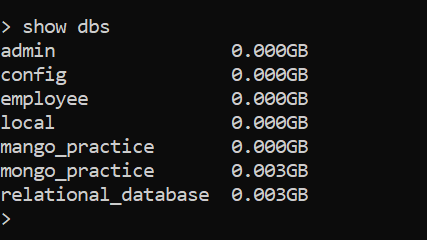 > show dbs
admin                0.000GB
config               0.000GB
employee             0.000GB
local                0.000GB
mango_practice       0.000GB
mongo_practice       0.003GB
relational_database  0.003GB
>